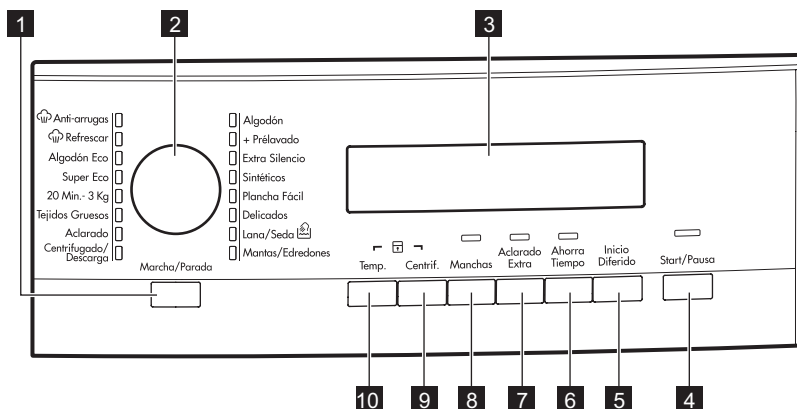 1
2
3
Anti-arrugas
Refrescar
Algodón Eco
Super Eco
20 Min.- 3 Kg
Tejidos Gruesos
Aclarado
Centrifugado/
Descarga
Algodón
+ Prélavado
Extra Silencio
Sintéticos
Plancha Fácil
Delicados
Lana/Seda
Mantas/Edredones
Marcha/Parada
Temp.
Centrif.
Manchas
Aclarado
Extra
Ahorra
Tiempo
Inicio
Diferido
Start/Pausa
10
9
8
7
6
5
4